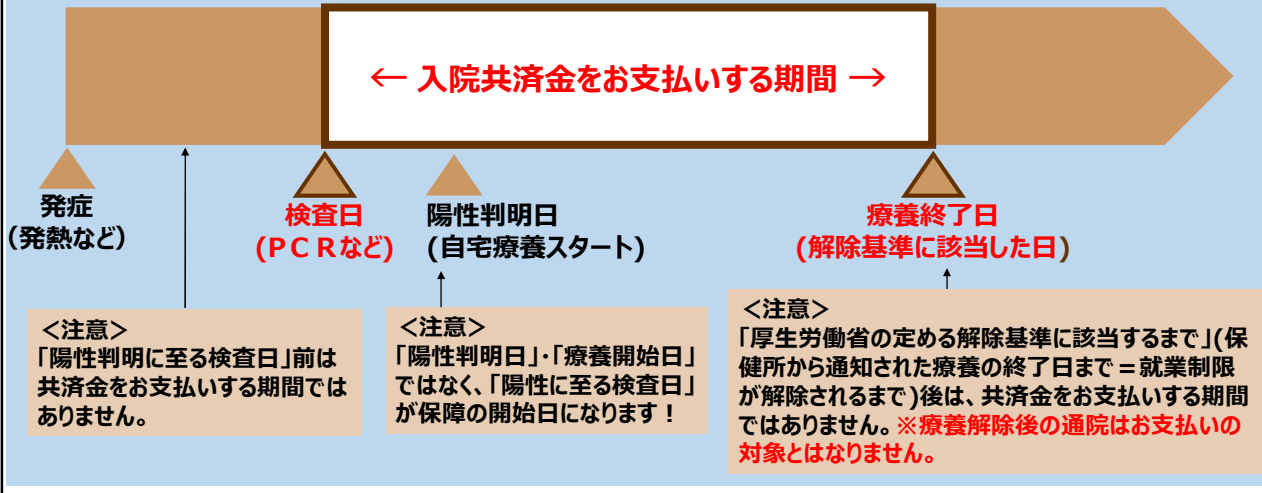 ← 入院共済金をお支払いする期間 →
発症
(発熱など)
検査日
(ＰＣＲなど)
陽性判明日
(自宅療養スタート)
療養終了日
(解除基準に該当した日)
＜注意＞
「陽性判明に至る検査日」前は
共済金をお支払いする期間では
ありません。
＜注意＞
「陽性判明日」・「療養開始日」
ではなく、「陽性に至る検査日」
が保障の開始日になります！
＜注意＞
「厚生労働省の定める解除基準に該当するまで」(保
健所から通知された療養の終了日まで＝就業制限
が解除されるまで)後は、共済金をお支払いする期間
ではありません。※療養解除後の通院はお支払いの
対象とはなりません。